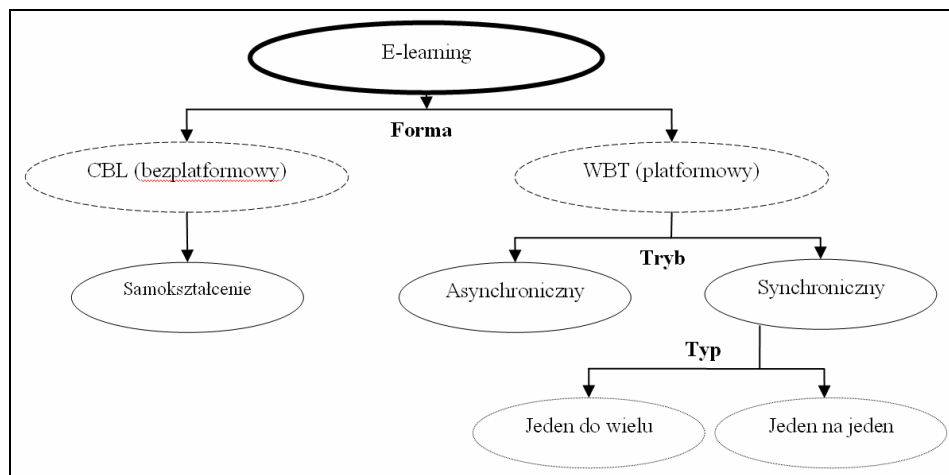 E-learning
Forma
CBL (bezplatformowy)
WBT (platformowy)
Tryb
Samokształcenie
Asynchroniczny
Synchroniczny
Typ
Jeden do wielu
Jeden na jeden